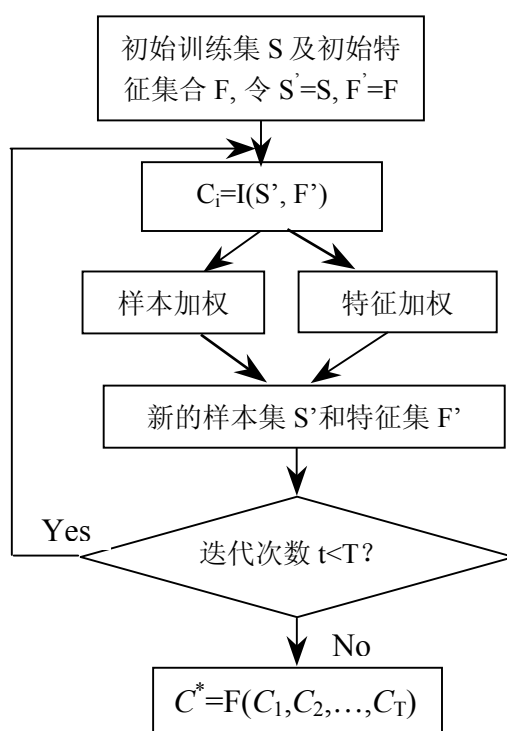 初始训练集 S 及初始特
征集合 F, 令 S’=S, F’=F
Cᵢ=I(S’, F’)
样本加权
特征加权
新的样本集 S’和特征集 F’
Yes
迭代次数 t<T?
No
C*=F(C₁,C₂,…,C_T)